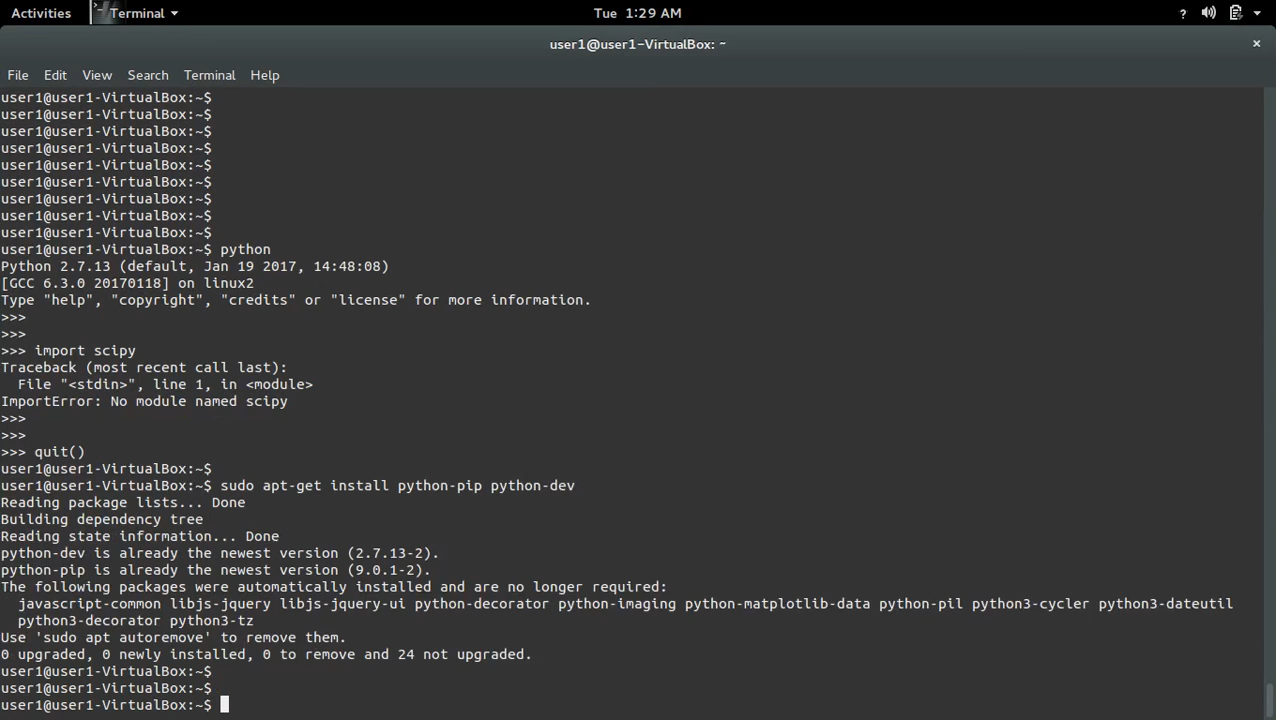 Activities Terminal Tue 1:29 AM ?
user1@user1-VirtualBox: ~ ×
File Edit View Search Terminal Help
user1@user1-VirtualBox:~$
user1@user1-VirtualBox:~$
user1@user1-VirtualBox:~$
user1@user1-VirtualBox:~$
user1@user1-VirtualBox:~$
user1@user1-VirtualBox:~$
user1@user1-VirtualBox:~$
user1@user1-VirtualBox:~$
user1@user1-VirtualBox:~$
user1@user1-VirtualBox:~$ python
Python 2.7.13 (default, Jan 19 2017, 14:48:08)
[GCC 6.3.0 20170118] on linux2
Type "help", "copyright", "credits" or "license" for more information.
>>>
>>>
>>> import scipy
Traceback (most recent call last):
  File "<stdin>", line 1, in <module>
ImportError: No module named scipy
>>>
>>>
>>> quit()
user1@user1-VirtualBox:~$
user1@user1-VirtualBox:~$ sudo apt-get install python-pip python-dev
Reading package lists... Done
Building dependency tree
Reading state information... Done
python-dev is already the newest version (2.7.13-2).
python-pip is already the newest version (9.0.1-2).
The following packages were automatically installed and are no longer required:
  javascript-common libjs-jquery libjs-jquery-ui python-decorator python-imaging python-matplotlib-data python-pil python3-cycler python3-dateutil
  python3-decorator python3-tz
Use 'sudo apt autoremove' to remove them.
0 upgraded, 0 newly installed, 0 to remove and 24 not upgraded.
user1@user1-VirtualBox:~$
user1@user1-VirtualBox:~$
user1@user1-VirtualBox:~$